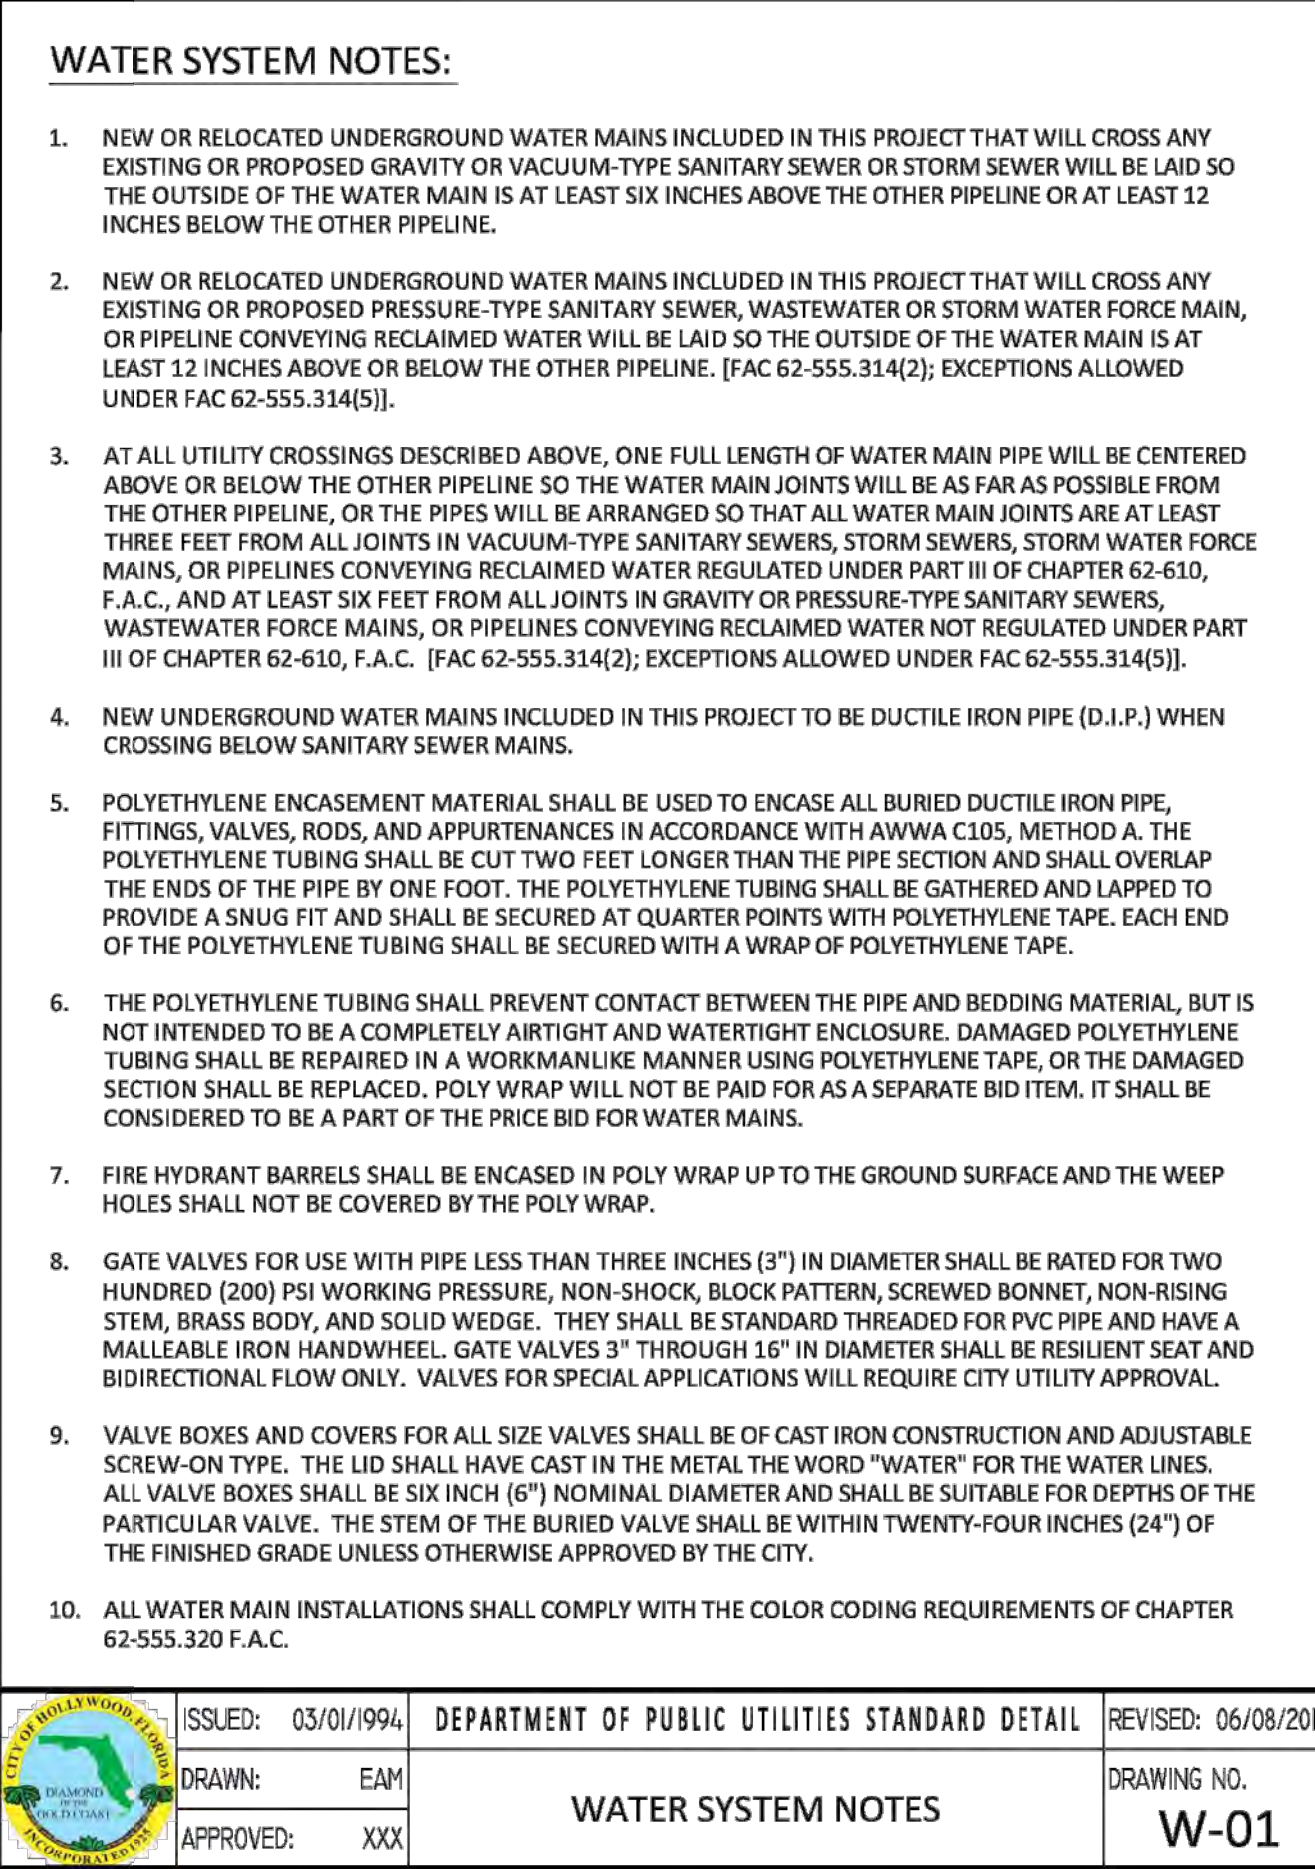 WATER SYSTEM NOTES:
1. NEW OR RELOCATED UNDERGROUND WATER MAINS INCLUDED IN THIS PROJECT THAT WILL CROSS ANY
EXISTING OR PROPOSED GRAVITY OR VACUUM-TYPE SANITARY SEWER OR STORM SEWER WILL BE LAID SO
THE OUTSIDE OF THE WATER MAIN IS AT LEAST SIX INCHES ABOVE THE OTHER PIPELINE OR AT LEAST 12
INCHES BELOW THE OTHER PIPELINE.
2. NEW OR RELOCATED UNDERGROUND WATER MAINS INCLUDED IN THIS PROJECT THAT WILL CROSS ANY
EXISTING OR PROPOSED PRESSURE-TYPE SANITARY SEWER, WASTEWATER OR STORM WATER FORCE MAIN,
OR PIPELINE CONVEYING RECLAIMED WATER WILL BE LAID SO THE OUTSIDE OF THE WATER MAIN IS AT
LEAST 12 INCHES ABOVE OR BELOW THE OTHER PIPELINE. [FAC 62-555.314(2); EXCEPTIONS ALLOWED
UNDER FAC 62-555.314(5)].
3. AT ALL UTILITY CROSSINGS DESCRIBED ABOVE, ONE FULL LENGTH OF WATER MAIN PIPE WILL BE CENTERED
ABOVE OR BELOW THE OTHER PIPELINE SO THE WATER MAIN JOINTS WILL BE AS FAR AS POSSIBLE FROM
THE OTHER PIPELINE, OR THE PIPES WILL BE ARRANGED SO THAT ALL WATER MAIN JOINTS ARE AT LEAST
THREE FEET FROM ALL JOINTS IN VACUUM-TYPE SANITARY SEWERS, STORM SEWERS, STORM WATER FORCE
MAINS, OR PIPELINES CONVEYING RECLAIMED WATER REGULATED UNDER PART III OF CHAPTER 62-610,
F.A.C., AND AT LEAST SIX FEET FROM ALL JOINTS IN GRAVITY OR PRESSURE-TYPE SANITARY SEWERS,
WASTEWATER FORCE MAINS, OR PIPELINES CONVEYING RECLAIMED WATER NOT REGULATED UNDER PART
III OF CHAPTER 62-610, F.A.C. [FAC 62-555.314(2); EXCEPTIONS ALLOWED UNDER FAC 62-555.314(5)].
4. NEW UNDERGROUND WATER MAINS INCLUDED IN THIS PROJECT TO BE DUCTILE IRON PIPE (D.I.P.) WHEN
CROSSING BELOW SANITARY SEWER MAINS.
5. POLYETHYLENE ENCASEMENT MATERIAL SHALL BE USED TO ENCASE ALL BURIED DUCTILE IRON PIPE,
FITTINGS, VALVES, RODS, AND APPURTENANCES IN ACCORDANCE WITH AWWA C105, METHOD A. THE
POLYETHYLENE TUBING SHALL BE CUT TWO FEET LONGER THAN THE PIPE SECTION AND SHALL OVERLAP
THE ENDS OF THE PIPE BY ONE FOOT. THE POLYETHYLENE TUBING SHALL BE GATHERED AND LAPPED TO
PROVIDE A SNUG FIT AND SHALL BE SECURED AT QUARTER POINTS WITH POLYETHYLENE TAPE. EACH END
OF THE POLYETHYLENE TUBING SHALL BE SECURED WITH A WRAP OF POLYETHYLENE TAPE.
6. THE POLYETHYLENE TUBING SHALL PREVENT CONTACT BETWEEN THE PIPE AND BEDDING MATERIAL, BUT IS
NOT INTENDED TO BE A COMPLETELY AIRTIGHT AND WATERTIGHT ENCLOSURE. DAMAGED POLYETHYLENE
TUBING SHALL BE REPAIRED IN A WORKMANLIKE MANNER USING POLYETHYLENE TAPE, OR THE DAMAGED
SECTION SHALL BE REPLACED. POLY WRAP WILL NOT BE PAID FOR AS A SEPARATE BID ITEM. IT SHALL BE
CONSIDERED TO BE A PART OF THE PRICE BID FOR WATER MAINS.
7. FIRE HYDRANT BARRELS SHALL BE ENCASED IN POLY WRAP UP TO THE GROUND SURFACE AND THE WEEP
HOLES SHALL NOT BE COVERED BY THE POLY WRAP.
8. GATE VALVES FOR USE WITH PIPE LESS THAN THREE INCHES (3") IN DIAMETER SHALL BE RATED FOR TWO
HUNDRED (200) PSI WORKING PRESSURE, NON-SHOCK, BLOCK PATTERN, SCREWED BONNET, NON-RISING
STEM, BRASS BODY, AND SOLID WEDGE. THEY SHALL BE STANDARD THREADED FOR PVC PIPE AND HAVE A
MALLEABLE IRON HANDWHEEL. GATE VALVES 3" THROUGH 16" IN DIAMETER SHALL BE RESILIENT SEAT AND
BIDIRECTIONAL FLOW ONLY. VALVES FOR SPECIAL APPLICATIONS WILL REQUIRE CITY UTILITY APPROVAL.
9. VALVE BOXES AND COVERS FOR ALL SIZE VALVES SHALL BE OF CAST IRON CONSTRUCTION AND ADJUSTABLE
SCREW-ON TYPE. THE LID SHALL HAVE CAST IN THE METAL THE WORD "WATER" FOR THE WATER LINES.
ALL VALVE BOXES SHALL BE SIX INCH (6") NOMINAL DIAMETER AND SHALL BE SUITABLE FOR DEPTHS OF THE
PARTICULAR VALVE. THE STEM OF THE BURIED VALVE SHALL BE WITHIN TWENTY-FOUR INCHES (24") OF
THE FINISHED GRADE UNLESS OTHERWISE APPROVED BY THE CITY.
10. ALL WATER MAIN INSTALLATIONS SHALL COMPLY WITH THE COLOR CODING REQUIREMENTS OF CHAPTER
62-555.320 F.A.C.
CITY OF HOLLYWOOD, FLORIDA
DIAMOND
OF THE
GOLD COAST
INCORPORATED 1925
ISSUED: 03/01/1994
DRAWN: EAM
APPROVED: XXX
DEPARTMENT OF PUBLIC UTILITIES STANDARD DETAIL
WATER SYSTEM NOTES
REVISED: 06/08/20
DRAWING NO.
W-01